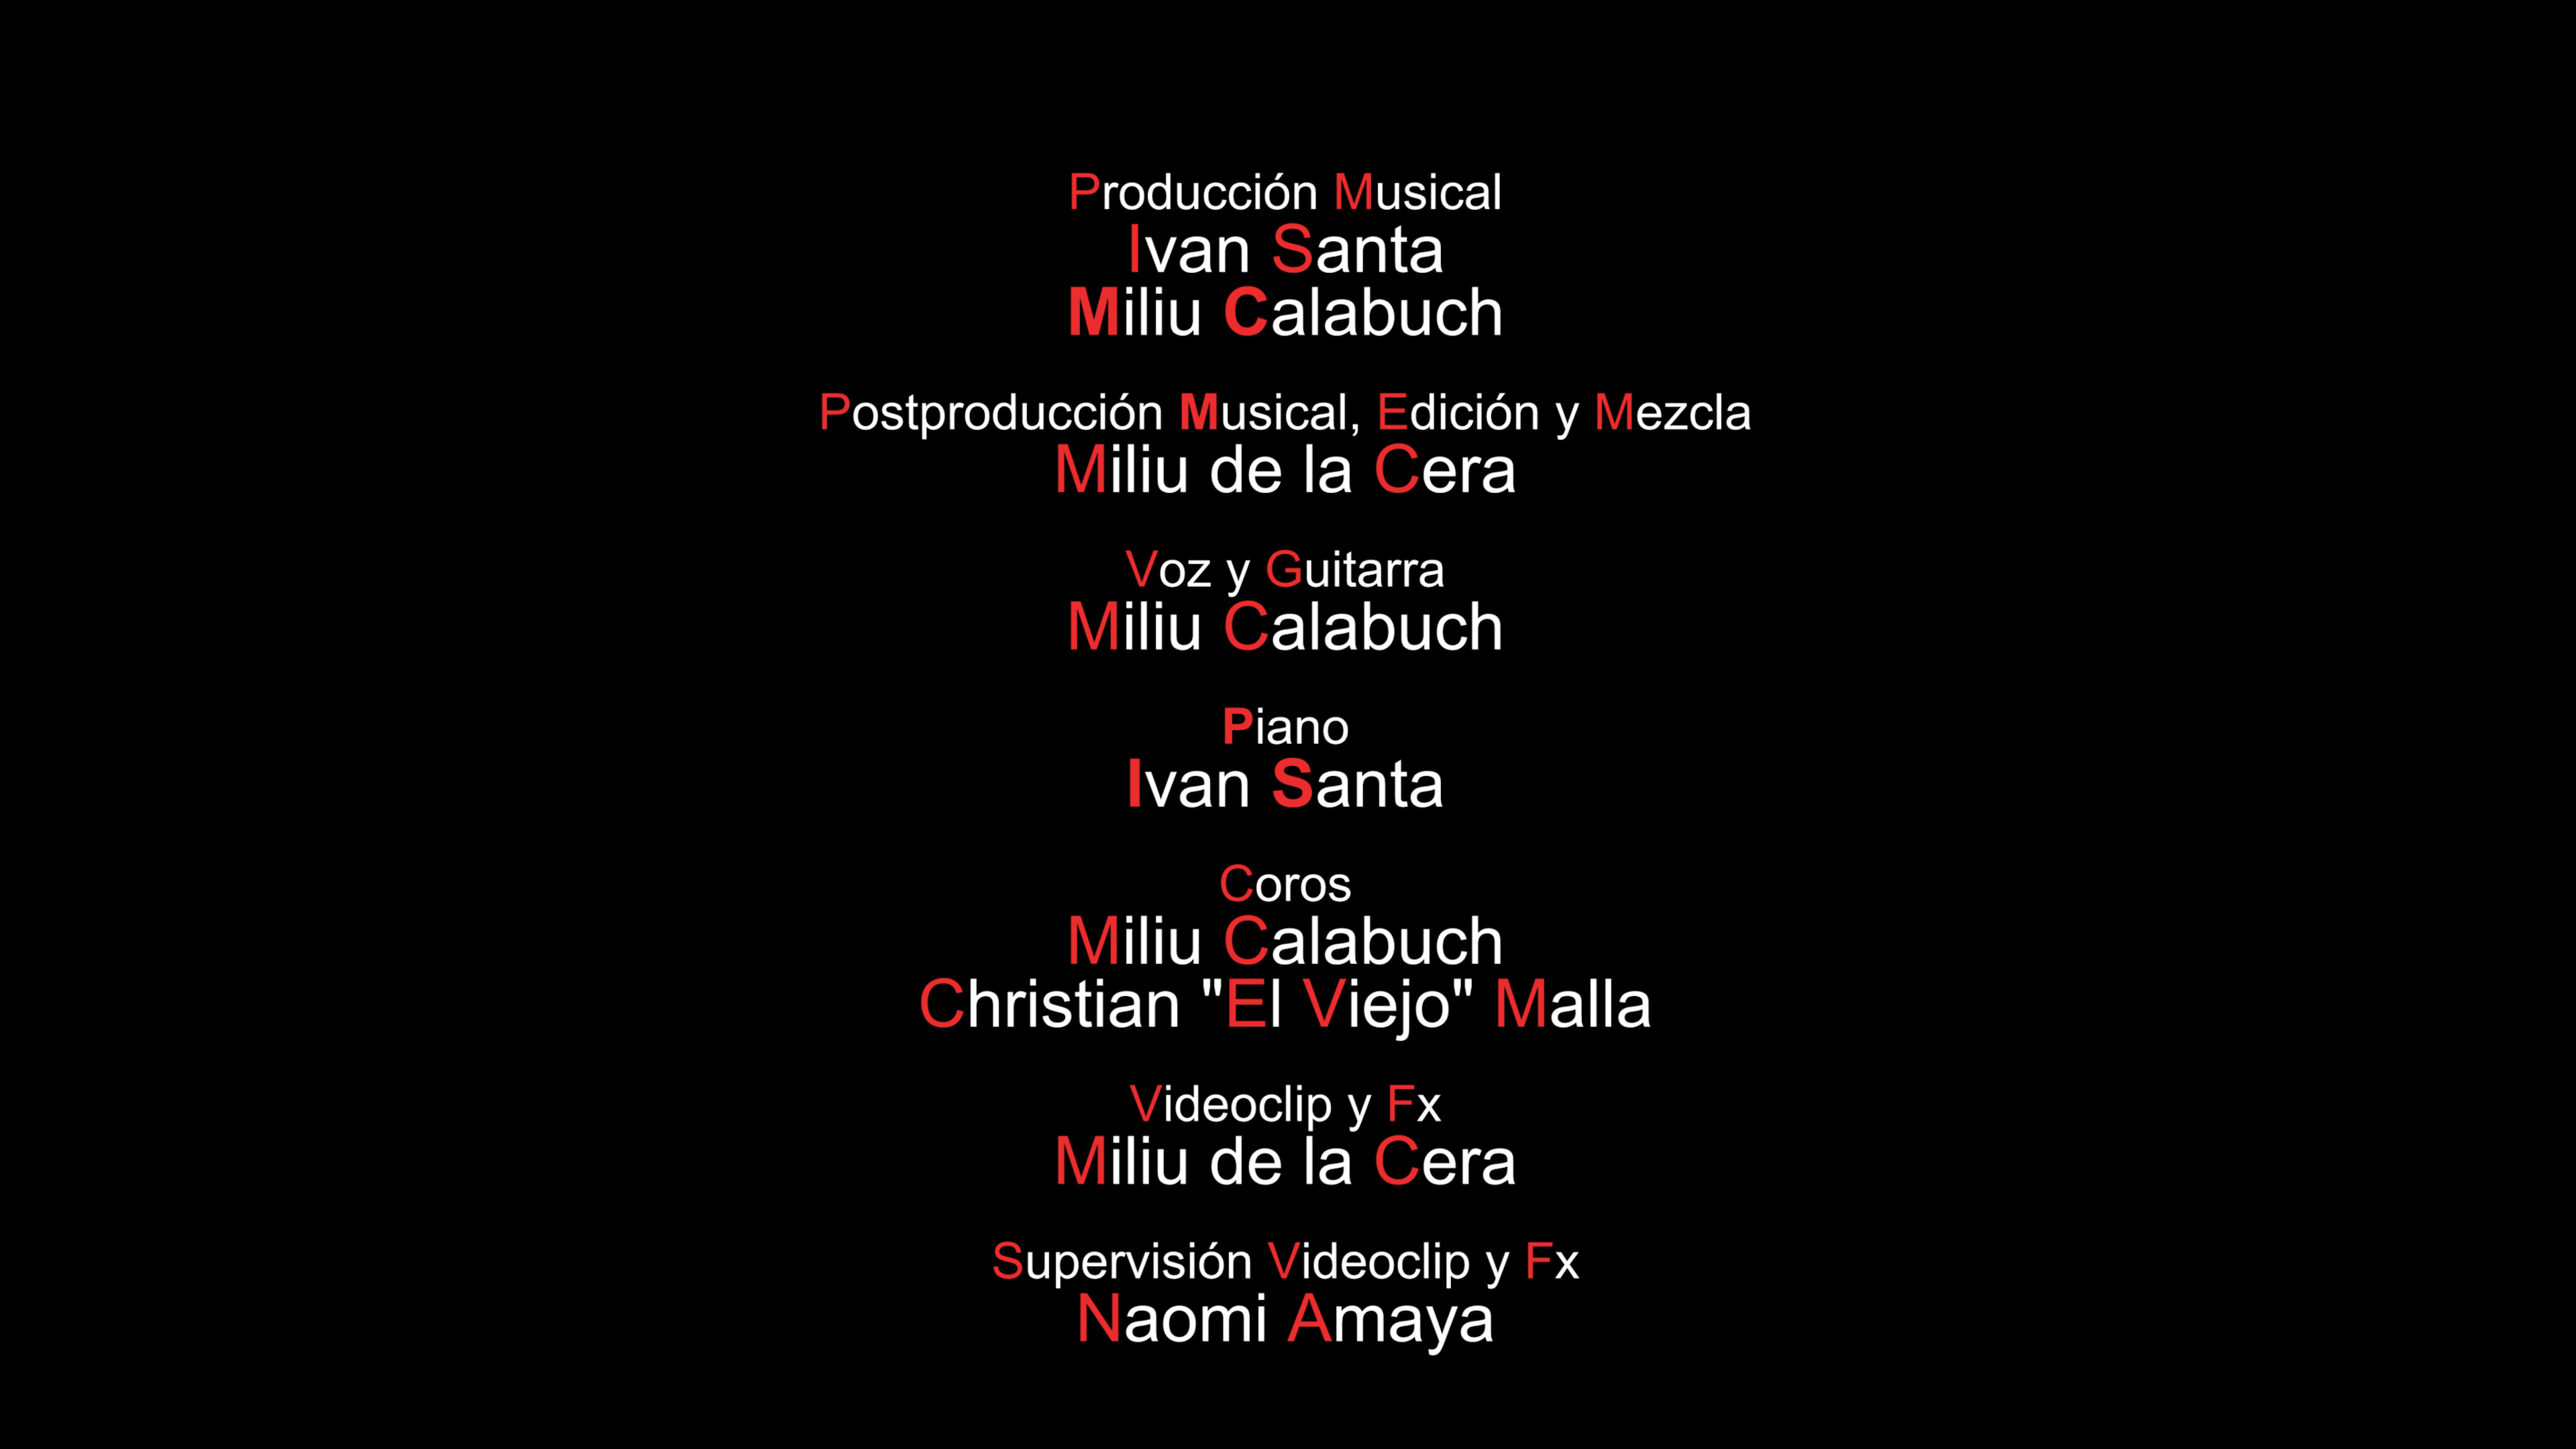 Producción Musical
Ivan Santa
Miliu Calabuch
Postproducción Musical, Edición y Mezcla
Miliu de la Cera
Voz y Guitarra
Miliu Calabuch
Piano
Ivan Santa
Coros
Miliu Calabuch
Christian "El Viejo" Malla
Videoclip y Fx
Miliu de la Cera
Supervisión Videoclip y Fx
Naomi Amaya